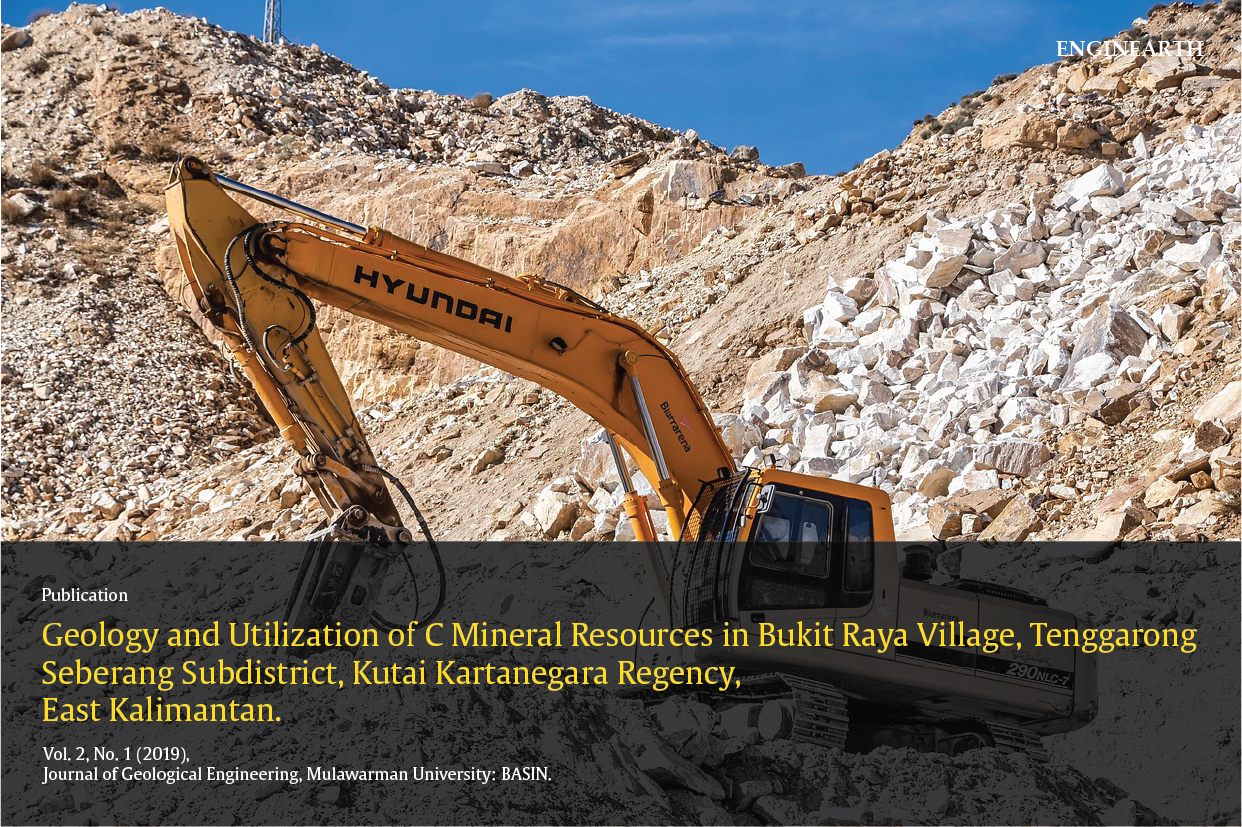 ENGINEARTH
HYUNDAI
Biurrarena
Publication
Biurrarena
Geology and Utilization of C Mineral Resources in Bukit Raya Village, Tenggarong
Seberang Subdistrict, Kutai Kartanegara Regency,
290NLC-7
East Kalimantan.
Vol. 2, No. 1 (2019),
Journal of Geological Engineering, Mulawarman University: BASIN.